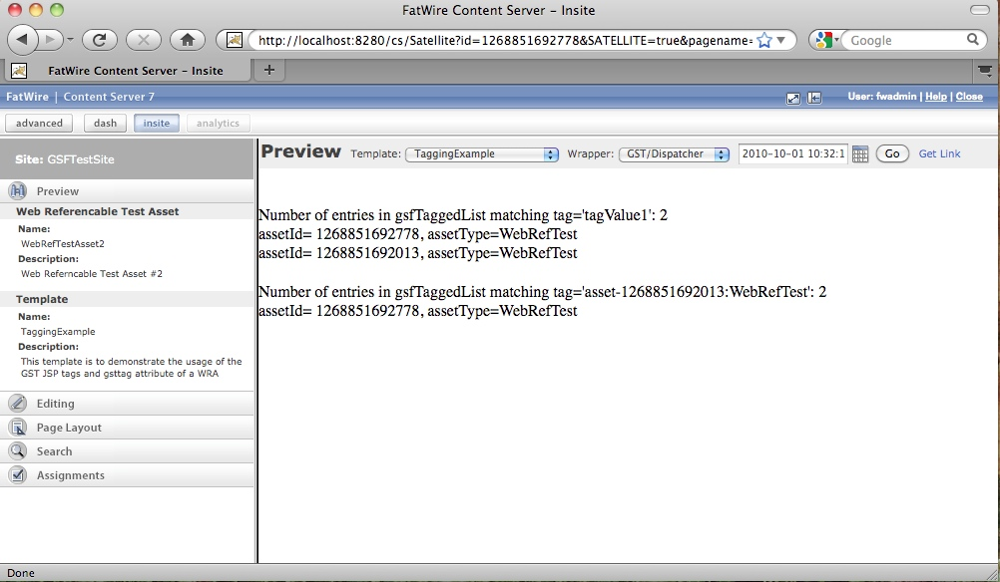 FatWire Content Server - Insite
http://localhost:8280/cs/Satellite?id=1268851692778&SATELLITE=true&pagename=
Google
FatWire Content Server - Insite
FatWire | Content Server 7
User: fwadmin | Help | Close
advanced
dash
insite
analytics
Site: GSFTestSite
Preview
Web Referencable Test Asset
Name:
WebRefTestAsset2
Description:
Web Referncable Test Asset #2
Template
Name:
TaggingExample
Description:
This template is to demonstrate the usage of the
GST JSP tags and gsttag attribute of a WRA
Editing
Page Layout
Search
Assignments
Preview Template: TaggingExample Wrapper: GST/Dispatcher 2010-10-01 10:32:1 Go Get Link
Number of entries in gsfTaggedList matching tag='tagValue1': 2
assetId= 1268851692778, assetType=WebRefTest
assetId= 1268851692013, assetType=WebRefTest
Number of entries in gsfTaggedList matching tag='asset-1268851692013:WebRefTest': 2
assetId= 1268851692778, assetType=WebRefTest
Done